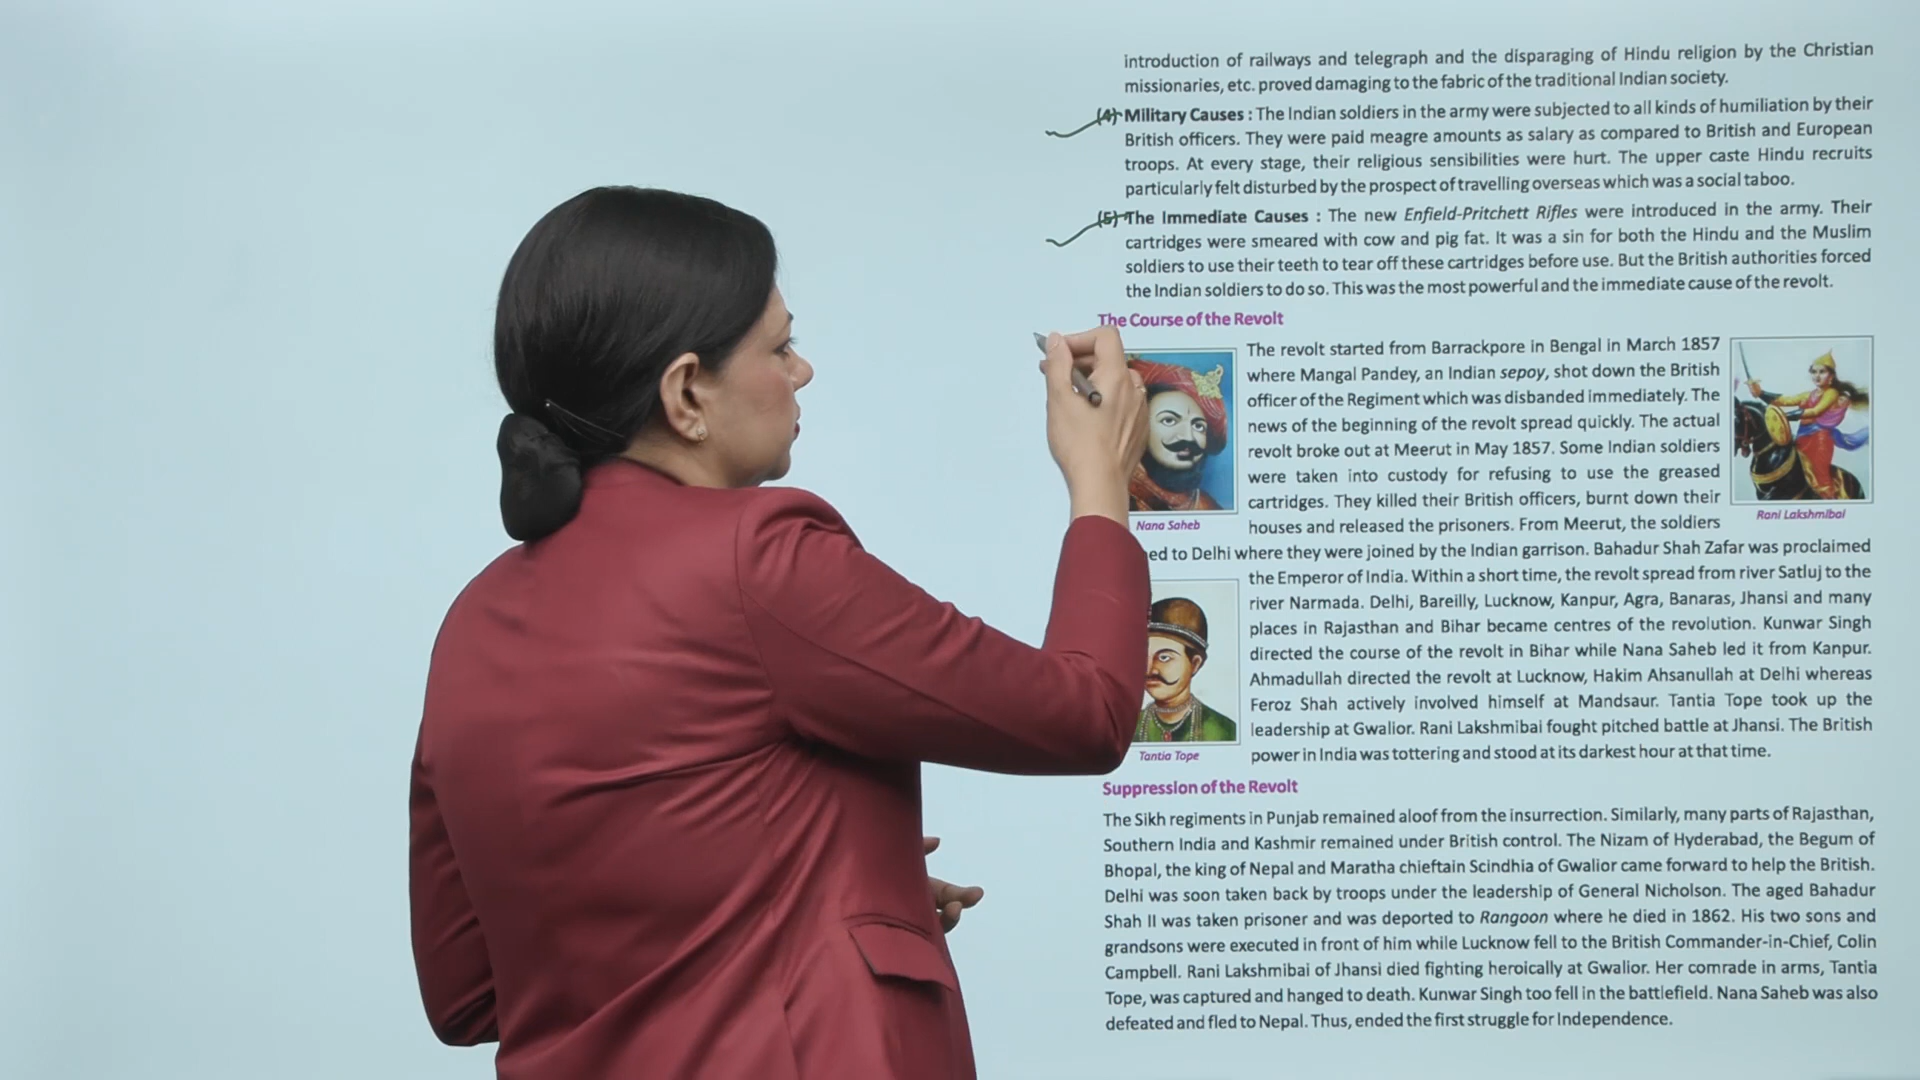 introduction of railways and telegraph and the disparaging of Hindu religion by the Christian
missionaries, etc. proved damaging to the fabric of the traditional Indian society.
(4) Military Causes : The Indian soldiers in the army were subjected to all kinds of humiliation by their
British officers. They were paid meagre amounts as salary as compared to British and European
troops. At every stage, their religious sensibilities were hurt. The upper caste Hindu recruits
particularly felt disturbed by the prospect of travelling overseas which was a social taboo.
(5) The Immediate Causes : The new Enfield-Pritchett Rifles were introduced in the army. Their
cartridges were smeared with cow and pig fat. It was a sin for both the Hindu and the Muslim
soldiers to use their teeth to tear off these cartridges before use. But the British authorities forced
the Indian soldiers to do so. This was the most powerful and the immediate cause of the revolt.
The Course of the Revolt
The revolt started from Barrackpore in Bengal in March 1857
where Mangal Pandey, an Indian sepoy, shot down the British
officer of the Regiment which was disbanded immediately. The
news of the beginning of the revolt spread quickly. The actual
revolt broke out at Meerut in May 1857. Some Indian soldiers
were taken into custody for refusing to use the greased
cartridges. They killed their British officers, burnt down their
houses and released the prisoners. From Meerut, the soldiers
Nana Saheb
Rani Lakshmibai
ed to Delhi where they were joined by the Indian garrison. Bahadur Shah Zafar was proclaimed
the Emperor of India. Within a short time, the revolt spread from river Satluj to the
river Narmada. Delhi, Bareilly, Lucknow, Kanpur, Agra, Banaras, Jhansi and many
places in Rajasthan and Bihar became centres of the revolution. Kunwar Singh
directed the course of the revolt in Bihar while Nana Saheb led it from Kanpur.
Ahmadullah directed the revolt at Lucknow, Hakim Ahsanullah at Delhi whereas
Feroz Shah actively involved himself at Mandsaur. Tantia Tope took up the
leadership at Gwalior. Rani Lakshmibai fought pitched battle at Jhansi. The British
power in India was tottering and stood at its darkest hour at that time.
Tantia Tope
Suppression of the Revolt
The Sikh regiments in Punjab remained aloof from the insurrection. Similarly, many parts of Rajasthan,
Southern India and Kashmir remained under British control. The Nizam of Hyderabad, the Begum of
Bhopal, the king of Nepal and Maratha chieftain Scindhia of Gwalior came forward to help the British.
Delhi was soon taken back by troops under the leadership of General Nicholson. The aged Bahadur
Shah II was taken prisoner and was deported to Rangoon where he died in 1862. His two sons and
grandsons were executed in front of him while Lucknow fell to the British Commander-in-Chief, Colin
Campbell. Rani Lakshmibai of Jhansi died fighting heroically at Gwalior. Her comrade in arms, Tantia
Tope, was captured and hanged to death. Kunwar Singh too fell in the battlefield. Nana Saheb was also
defeated and fled to Nepal. Thus, ended the first struggle for Independence.